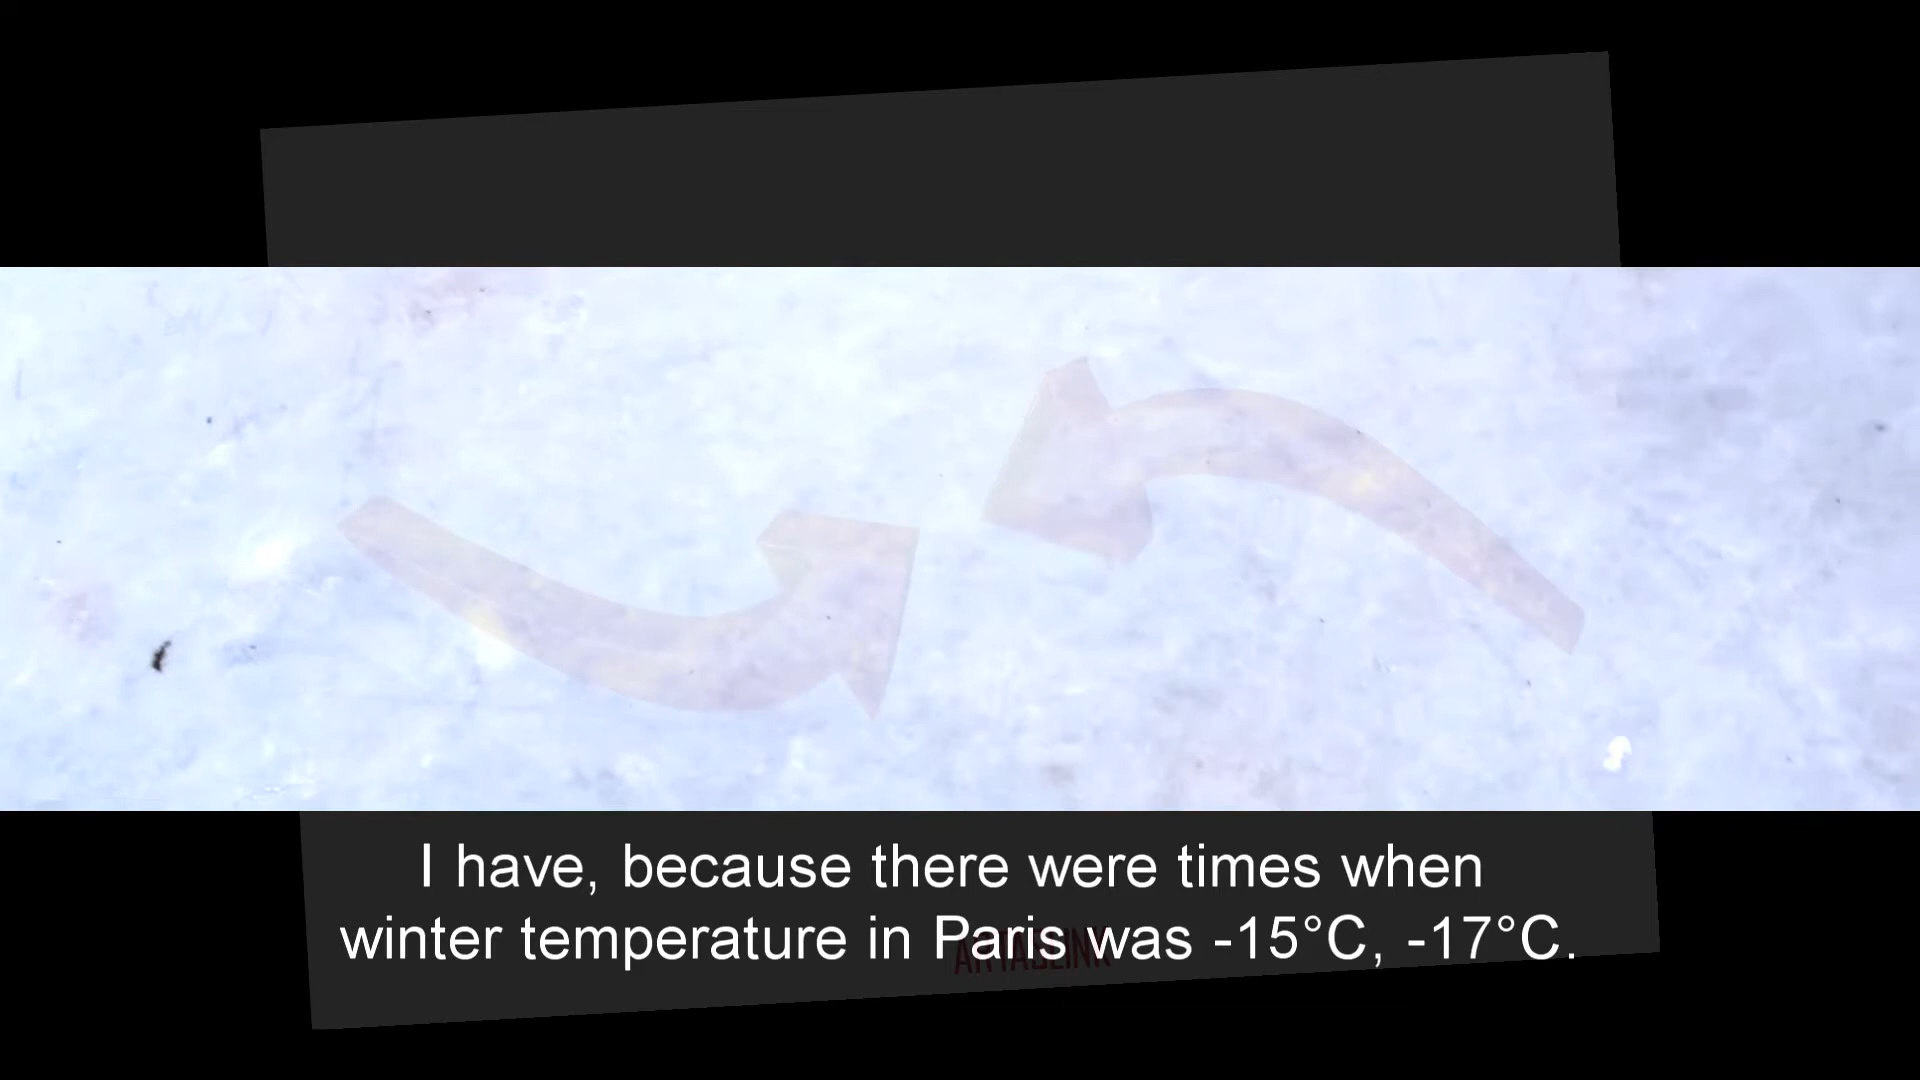 I have, because there were times when
winter temperature in Paris was -15°C, -17°C.